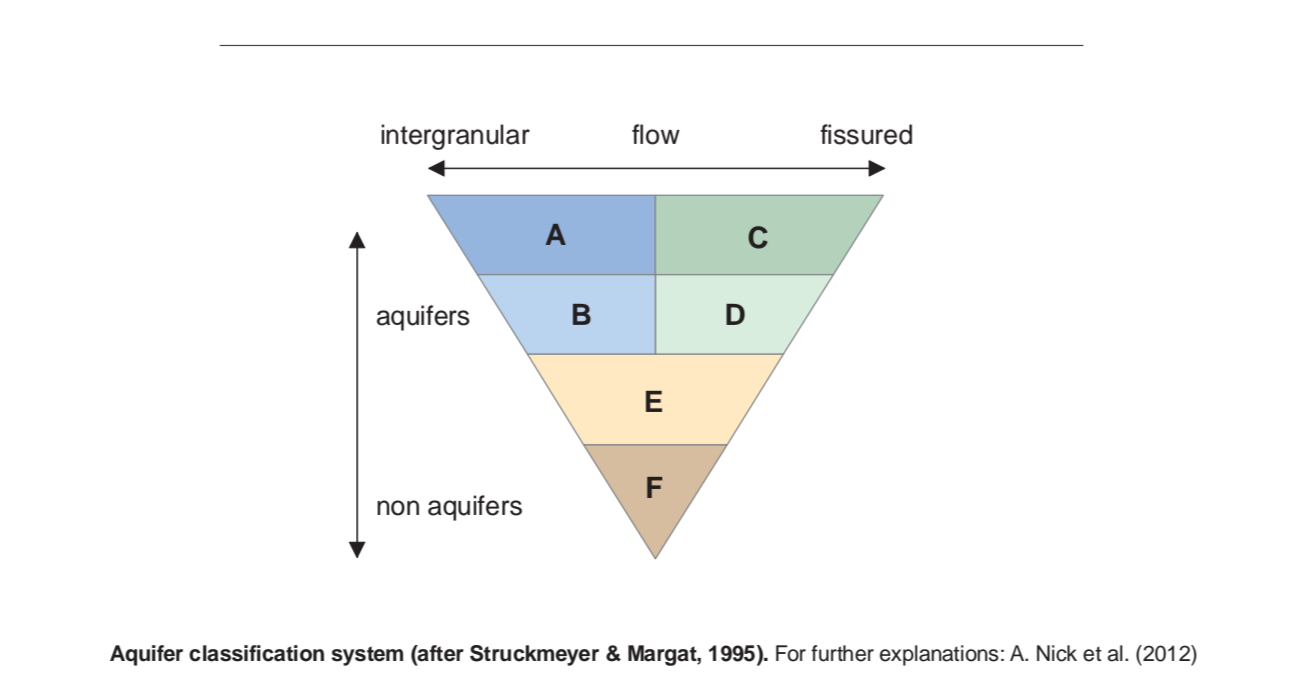 intergranular flow fissured
A C
aquifers B D
E
F
non aquifers
Aquifer classification system (after Struckmeyer & Margat, 1995). For further explanations: A. Nick et al. (2012)